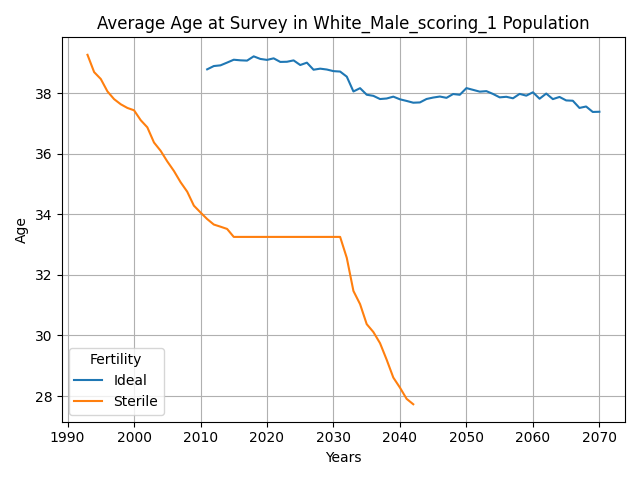 Average Age at Survey in White_Male_scoring_1 Population
Age
38
36
34
32
30
28
Fertility
Ideal
Sterile
1990 2000 2010 2020 2030 2040 2050 2060 2070
Years